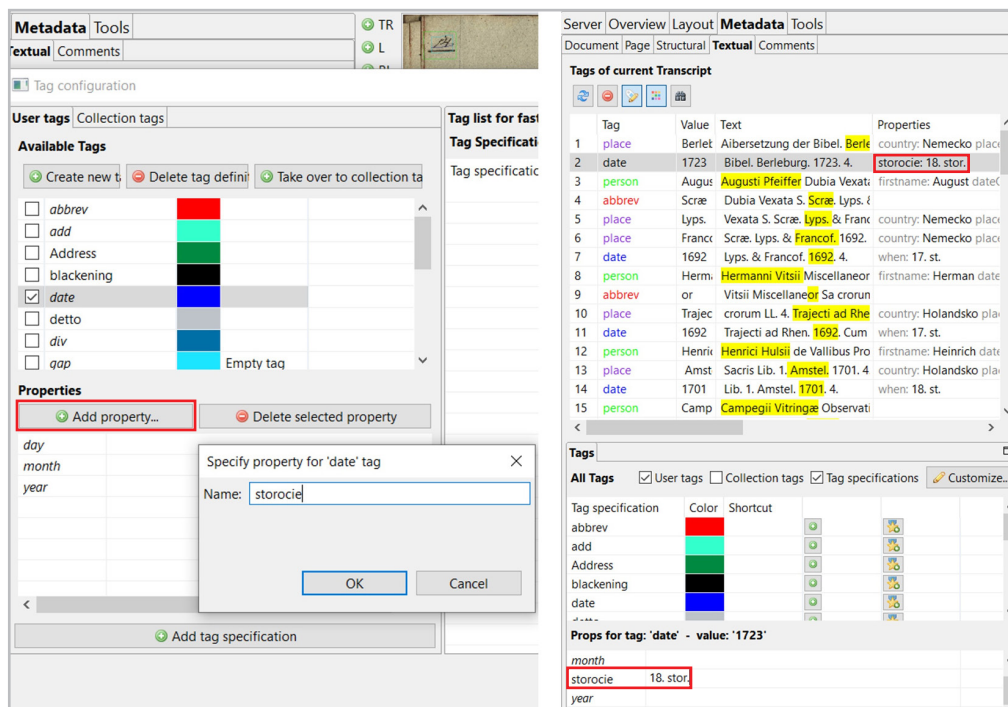 Metadata Tools
Textual Comments
TR
L
Tag configuration
User tags Collection tags
Available Tags
Create new t Delete tag defini Take over to collection ta
abbrev
add
Address
blackening
date
detto
div
gap Empty tag
Properties
Add property... Delete selected property
day
month
year
Add tag specification
Tag list for fast
Tag Specificati
Tag specificatic
Specify property for 'date' tag
Name: storocie
OK Cancel
Server Overview Layout Metadata Tools
Document Page Structural Textual Comments
Tags of current Transcript
Tag Value Text Properties
1 place Berleb Aibersetzung der Bibel. Berle country: Nemecko place
2 date 1723 Bibel. Berleburg. 1723. 4. storocie: 18. stor.
3 person Augus Augusti Pfeiffer Dubia Vexata firstname: August date
4 abbrev Scræ Dubia Vexata S. Scræ. Lyps. &
5 place Lyps. Vexata S. Scræ. Lyps. & Franc country: Nemecko place
6 place Franco Scræ. Lyps. & Francof. 1692. country: Nemecko place
7 date 1692 Lyps. & Francof. 1692. 4. when: 17. st.
8 person Herma Hermanni Vitsii Miscellaneor firstname: Herman date
9 abbrev or Vitsii Miscellaneor Sa crorun
10 place Trajec crorum LL. 4. Trajecti ad Rhe country: Holandsko pla
11 date 1692 Trajecti ad Rhen. 1692. Cum when: 17. st.
12 person Henric Henrici Hulsii de Vallibus Pro firstname: Heinrich date
13 place Amst Sacris Lib. 1. Amstel. 1701. 4 country: Holandsko pla
14 date 1701 Lib. 1. Amstel. 1701. 4. when: 18. st.
15 person Camp Campegii Vitringæ Observati
Tags
All Tags User tags Collection tags Tag specifications Customize..
Tag specification Color Shortcut
abbrev
add
Address
blackening
date
Props for tag: 'date' - value: '1723'
month
storocie 18. stor.
year